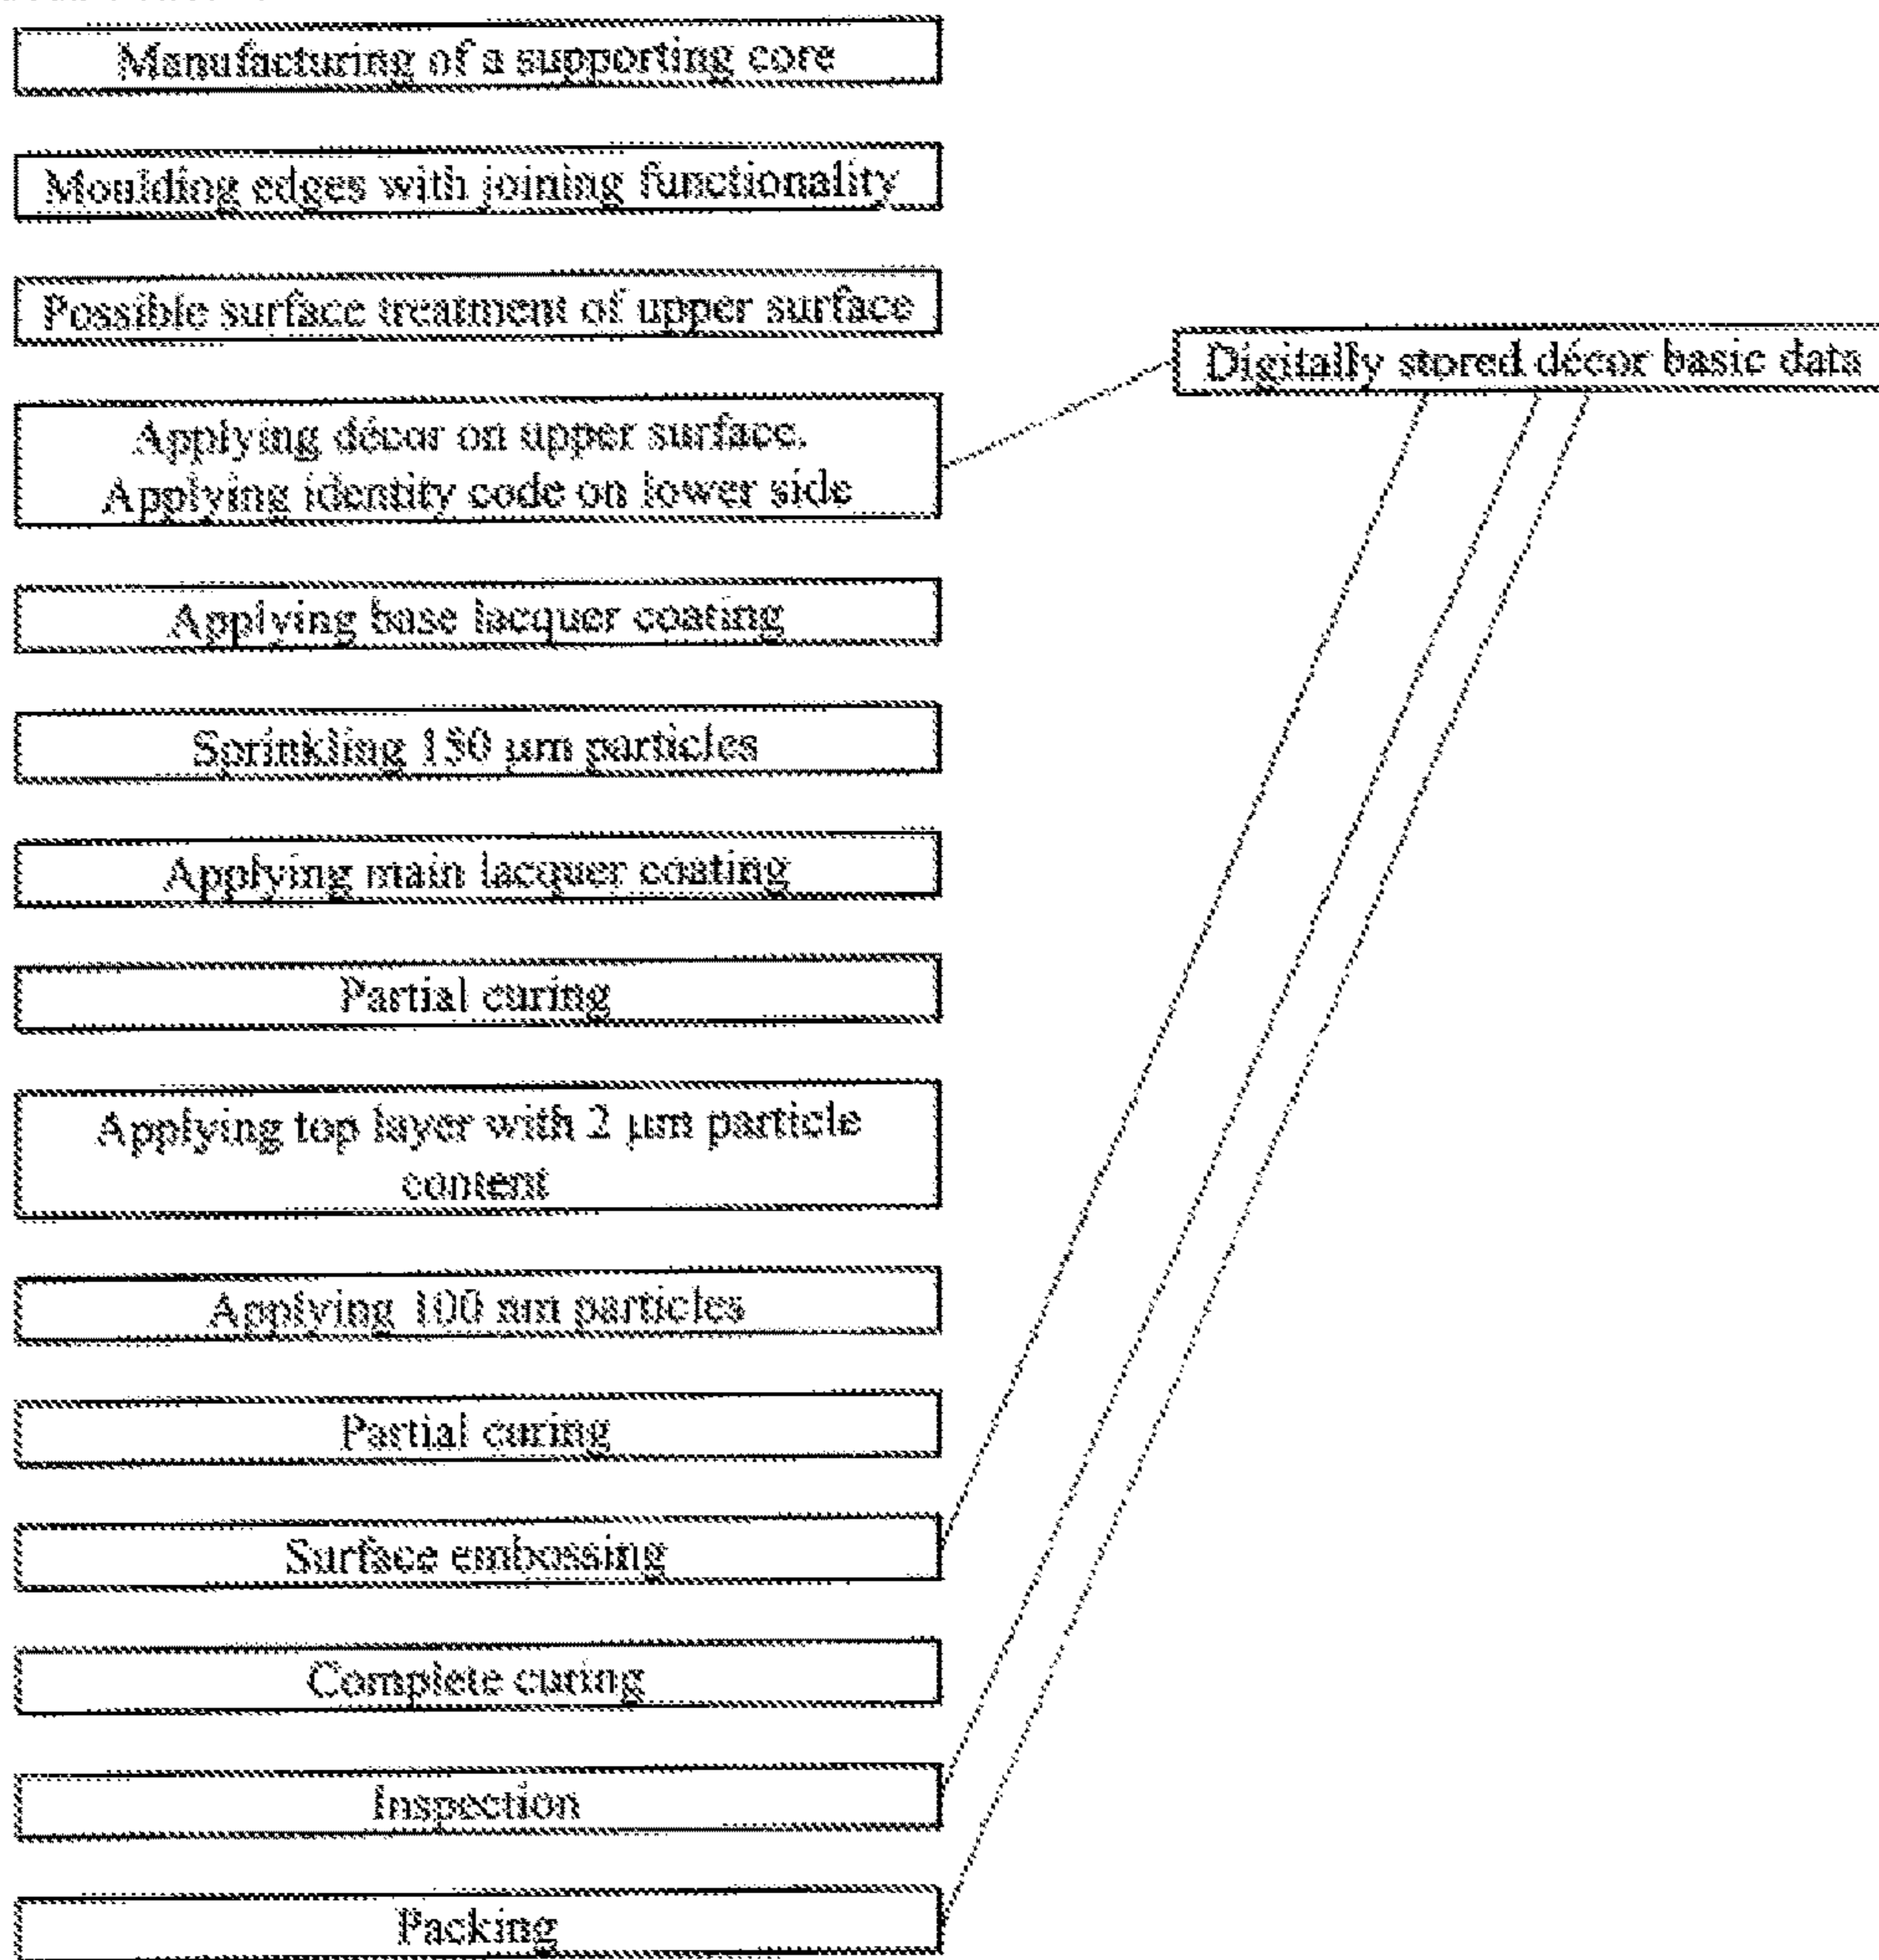 Manufacturing of a supporting core
Moulding edges with joining functionality
Possible surface treatment of upper surface
Digitally stored décor basic data
Applying décor on upper surface.
Applying identity code on lower side
Applying base lacquer coating
Sprinkling 150 µm particles
Applying main lacquer coating
Partial curing
Applying top layer with 2 µm particle
content
Applying 100 nm particles
Partial curing
Surface embossing
Complete curing
Inspection
Packing